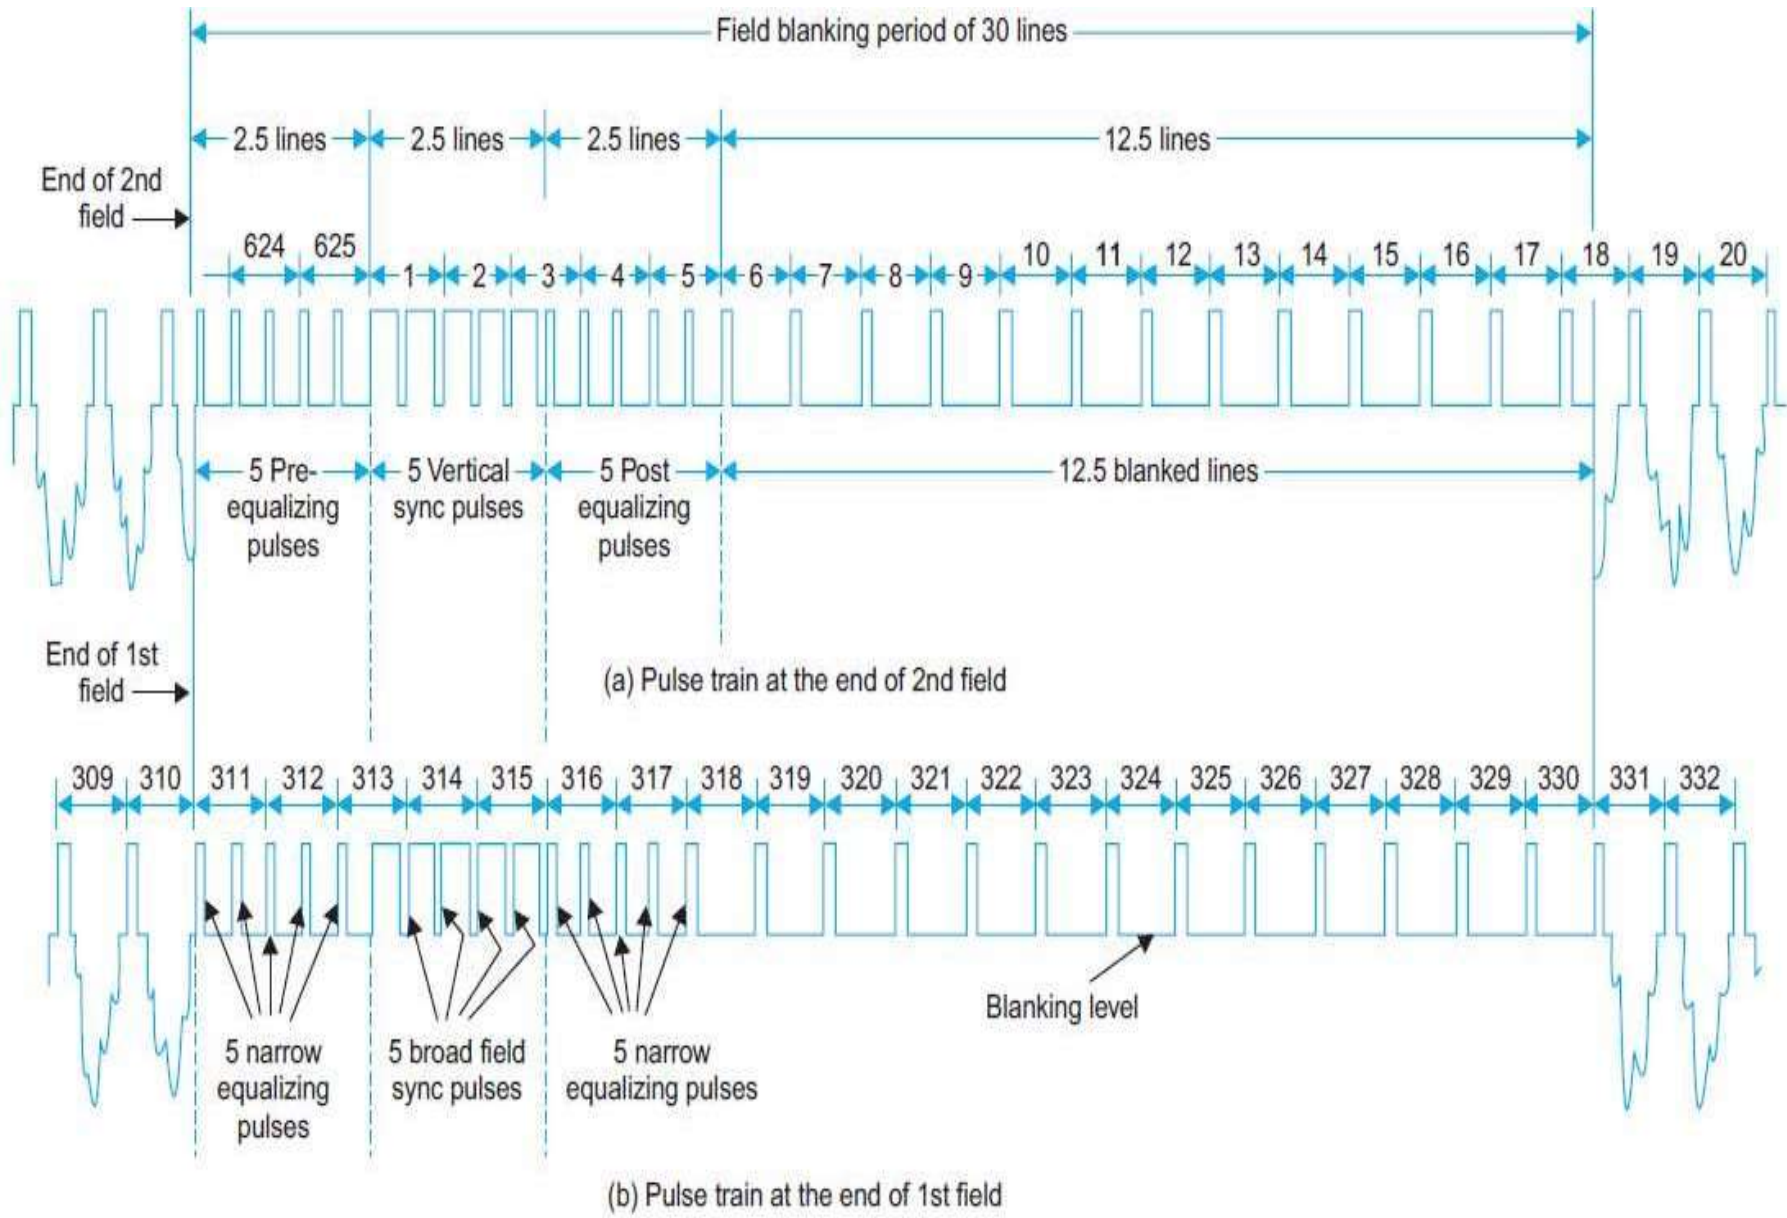 Field blanking period of 30 lines
2.5 lines 2.5 lines 2.5 lines 12.5 lines
End of 2nd
field
624 625
1 2 3 4 5 6 7 8 9 10 11 12 13 14 15 16 17 18 19 20
5 Pre-
equalizing
pulses
5 Vertical
sync pulses
5 Post
equalizing
pulses
12.5 blanked lines
End of 1st
field
(a) Pulse train at the end of 2nd field
309 310 311 312 313 314 315 316 317 318 319 320 321 322 323 324 325 326 327 328 329 330 331 332
Blanking level
5 narrow
equalizing
pulses
5 broad field
sync pulses
5 narrow
equalizing pulses
(b) Pulse train at the end of 1st field